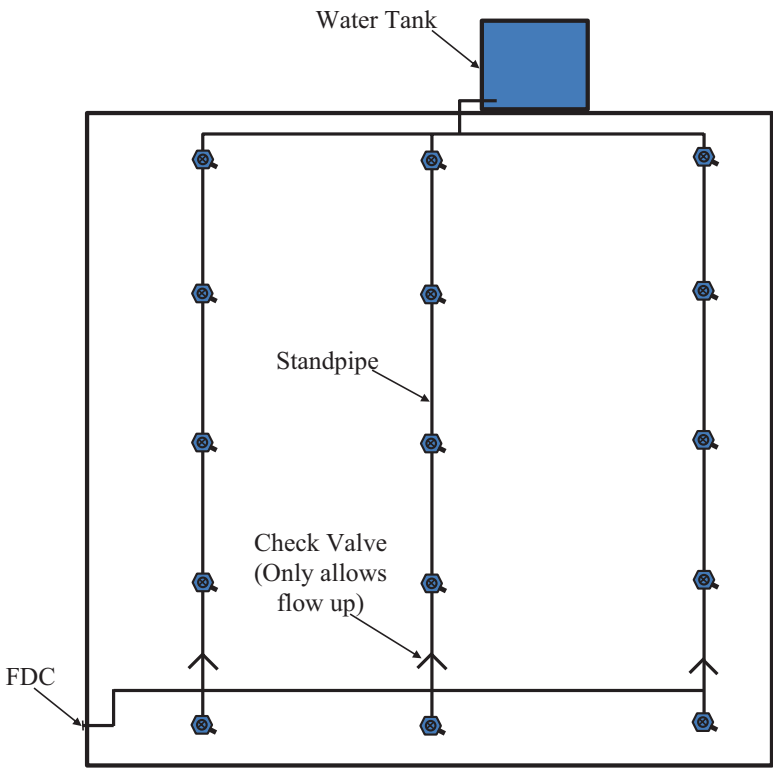 Water Tank
Standpipe
Check Valve
(Only allows
flow up)
FDC